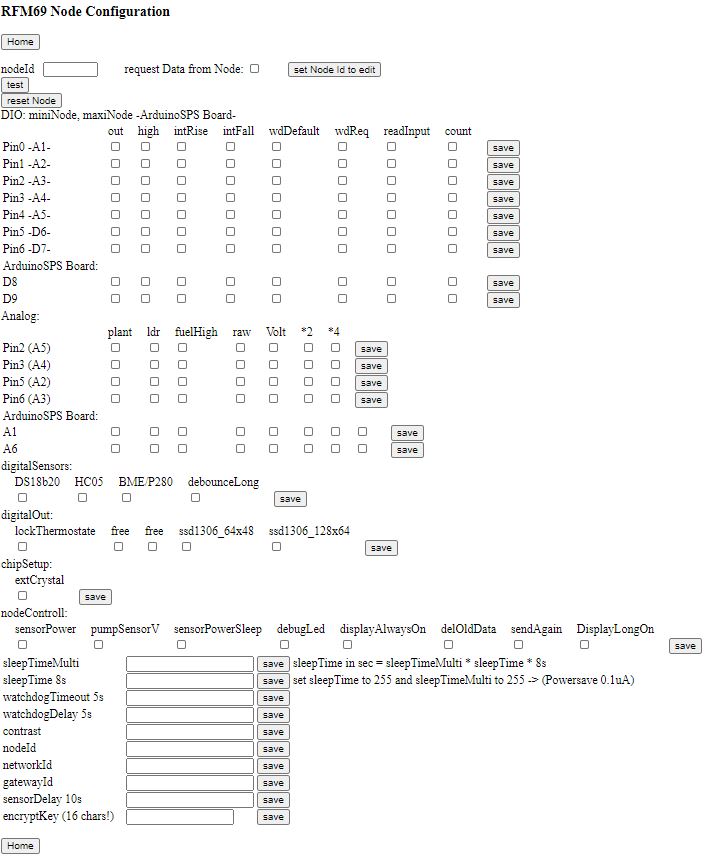 RFM69 Node Configuration
Home
nodeId request Data from Node: set Node Id to edit
test
reset Node
DIO: miniNode, maxiNode -ArduinoSPS Board-
out high intRise intFall wdDefault wdReq readInput count
Pin0 -A1- save
Pin1 -A2- save
Pin2 -A3- save
Pin3 -A4- save
Pin4 -A5- save
Pin5 -D6- save
Pin6 -D7- save
ArduinoSPS Board:
D8 save
D9 save
Analog:
plant ldr fuelHigh raw Volt *2 *4
Pin2 (A5) save
Pin3 (A4) save
Pin5 (A2) save
Pin6 (A3) save
ArduinoSPS Board:
A1 save
A6 save
digitalSensors:
DS18b20 HC05 BME/P280 debounceLong
save
digitalOut:
lockThermostate free free ssd1306_64x48 ssd1306_128x64
save
chipSetup:
extCrystal
save
nodeControll:
sensorPower pumpSensorV sensorPowerSleep debugLed displayAlwaysOn delOldData sendAgain DisplayLongOn
save
sleepTimeMulti save sleepTime in sec = sleepTimeMulti * sleepTime * 8s
sleepTime 8s save set sleepTime to 255 and sleepTimeMulti to 255 -> (Powersave 0.1uA)
watchdogTimeout 5s save
watchdogDelay 5s save
contrast save
nodeId save
networkId save
gatewayId save
sensorDelay 10s save
encryptKey (16 chars!) save
Home